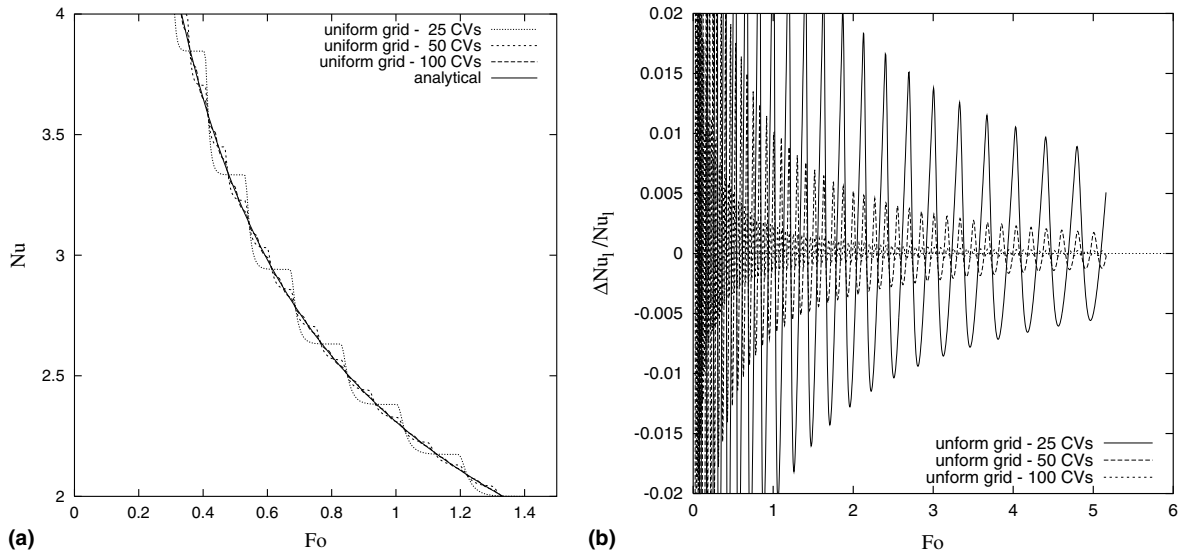 4
3.5
3
2.5
2
Nu
0
0.2
0.4
0.6
0.8
1
1.2
1.4
Fo
uniform grid - 25 CVs
uniform grid - 50 CVs
uniform grid - 100 CVs
analytical
(a)
0.02
0.015
0.01
0.005
0
-0.005
-0.01
-0.015
-0.02
ΔNu_l/Nu_l
0
1
2
3
4
5
6
Fo
unifrom grid - 25 CVs
unifrom grid - 50 CVs
unifrom grid - 100 CVs
(b)